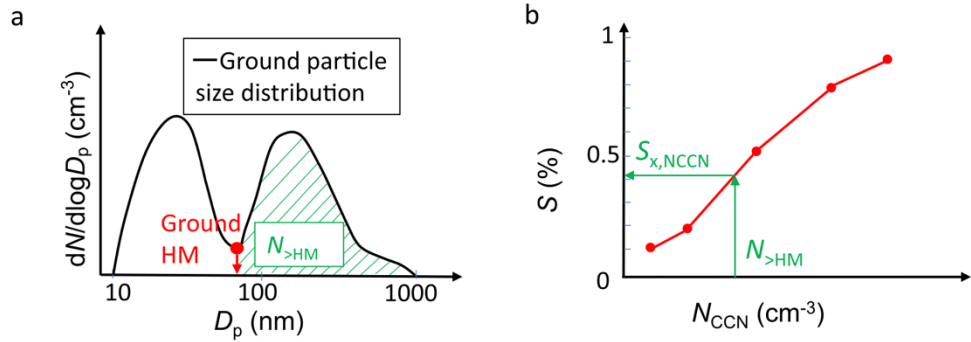 a
dN/dlogDp (cm-3)
Ground particle
size distribution
Ground
HM
N>HM
10
100
1000
Dp (nm)
b
S (%)
1
0.5
0
Sx,NCCN
N>HM
NCCN (cm-3)